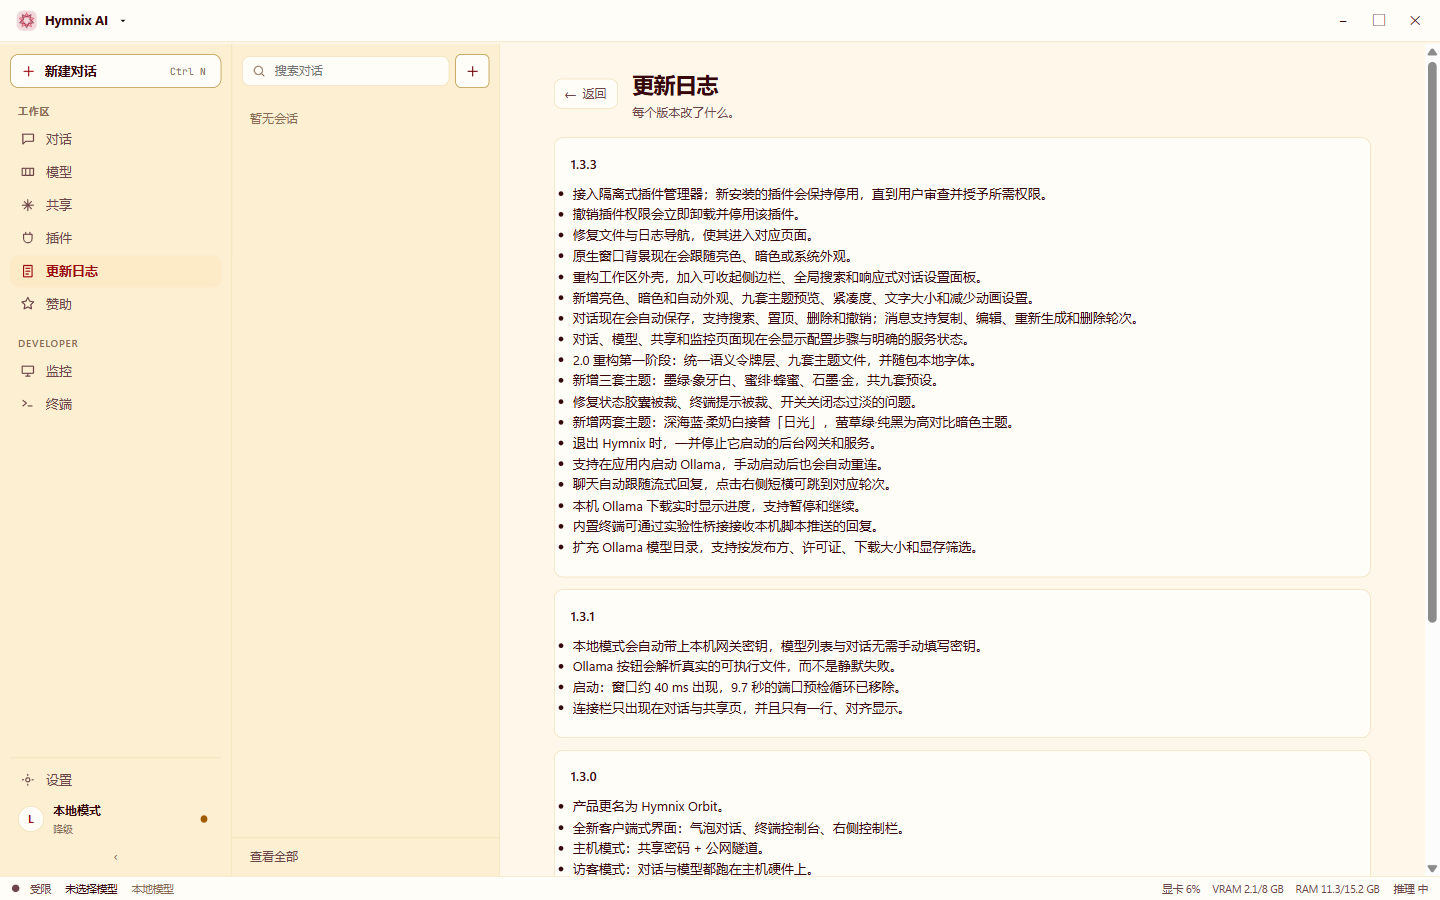 Hymnix AI
新建对话 Ctrl N
工作区
对话
模型
共享
插件
更新日志
赞助
DEVELOPER
监控
终端
设置
L
本地模式
降级
‹
搜索对话
暂无会话
查看全部
← 返回
更新日志
每个版本改了什么。
1.3.3
• 接入隔离式插件管理器；新安装的插件会保持停用，直到用户审查并授予所需权限。
• 撤销插件权限会立即卸载并停用该插件。
• 修复文件与日志导航，使其进入对应页面。
• 原生窗口背景现在会跟随亮色、暗色或系统外观。
• 重构工作区外壳，加入可收起侧边栏、全局搜索和响应式对话设置面板。
• 新增亮色、暗色和自动外观、九套主题预览、紧凑度、文字大小和减少动画设置。
• 对话现在会自动保存，支持搜索、置顶、删除和撤销；消息支持复制、编辑、重新生成和删除轮次。
• 对话、模型、共享和监控页面现在会显示配置步骤与明确的服务状态。
• 2.0 重构第一阶段：统一语义令牌层、九套主题文件，并随包本地字体。
• 新增三套主题：墨绿·象牙白、蜜绯·蜂蜜、石墨·金，共九套预设。
• 修复状态胶囊被裁、终端提示被裁、开关关闭态过淡的问题。
• 新增两套主题：深海蓝·柔奶白接替「日光」，萤草绿·纯黑为高对比暗色主题。
• 退出 Hymnix 时，一并停止它启动的后台网关和服务。
• 支持在应用内启动 Ollama，手动启动后也会自动重连。
• 聊天自动跟随流式回复，点击右侧短横可跳到对应轮次。
• 本机 Ollama 下载实时显示进度，支持暂停和继续。
• 内置终端可通过实验性桥接接收本机脚本推送的回复。
• 扩充 Ollama 模型目录，支持按发布方、许可证、下载大小和显存筛选。
1.3.1
• 本地模式会自动带上本机网关密钥，模型列表与对话无需手动填写密钥。
• Ollama 按钮会解析真实的可执行文件，而不是静默失败。
• 启动：窗口约 40 ms 出现，9.7 秒的端口预检循环已移除。
• 连接栏只出现在对话与共享页，并且只有一行、对齐显示。
1.3.0
• 产品更名为 Hymnix Orbit。
• 全新客户端式界面：气泡对话、终端控制台、右侧控制栏。
• 主机模式：共享密码 + 公网隧道。
• 访客模式：对话与模型都跑在主机硬件上。
受限 未选择模型 本地模型
显卡 6% VRAM 2.1/8 GB RAM 11.3/15.2 GB 推理 中